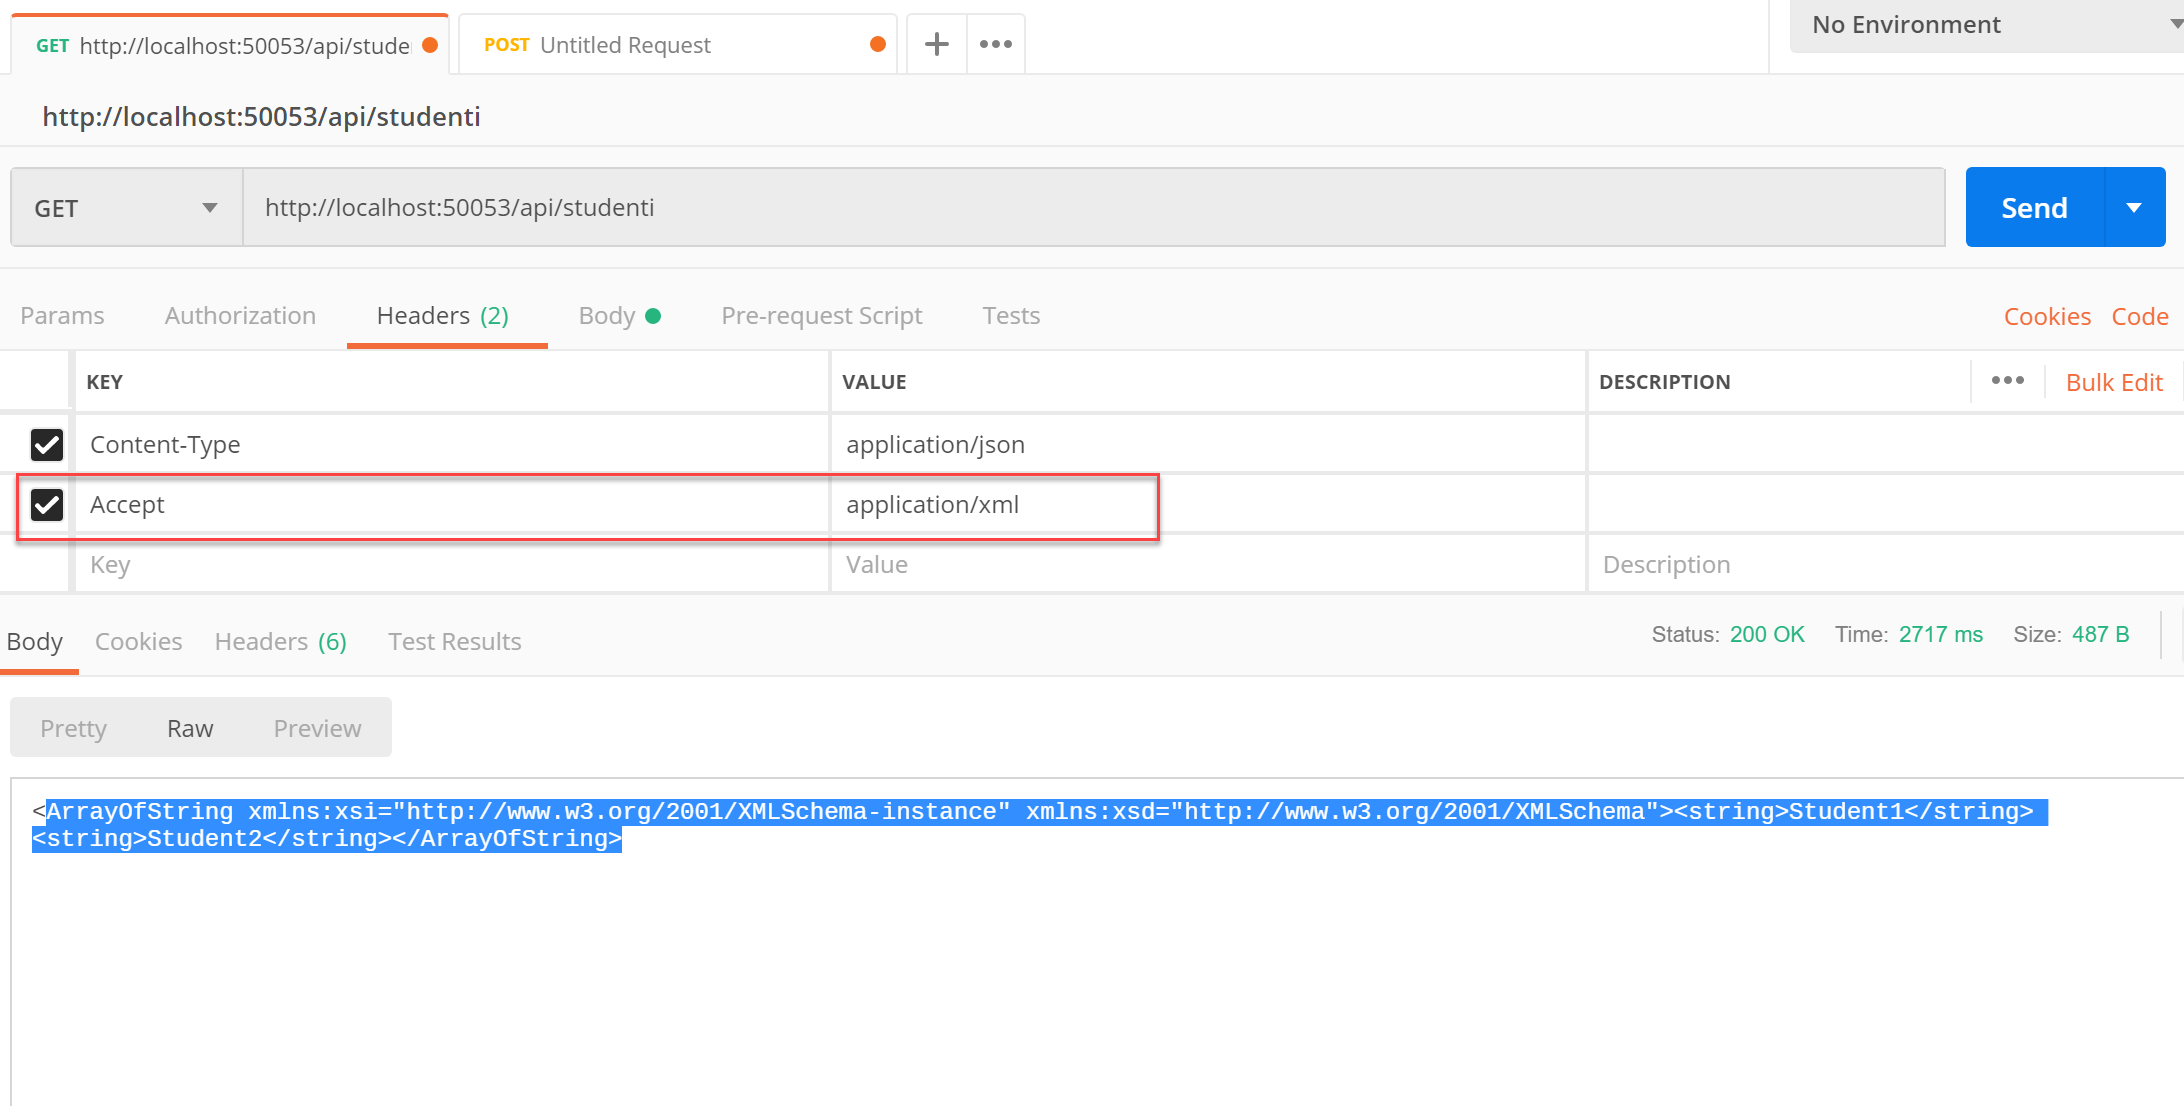 GET http://localhost:50053/api/stude
POST Untitled Request
No Environment
http://localhost:50053/api/studenti
GET http://localhost:50053/api/studenti Send
Params Authorization Headers (2) Body Pre-request Script Tests Cookies Code
KEY VALUE DESCRIPTION Bulk Edit
Content-Type application/json
Accept application/xml
Key Value Description
Body Cookies Headers (6) Test Results Status: 200 OK Time: 2717 ms Size: 487 B
Pretty Raw Preview
<ArrayOfString xmlns:xsi="http://www.w3.org/2001/XMLSchema-instance" xmlns:xsd="http://www.w3.org/2001/XMLSchema"><string>Student1</string>
<string>Student2</string></ArrayOfString>